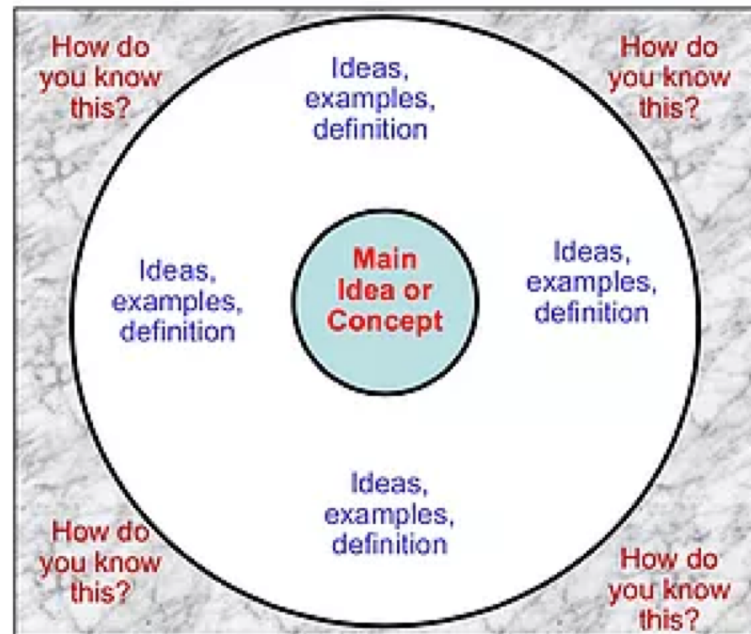 How do
you know
this?
Ideas,
examples,
definition
How do
you know
this?
Ideas,
examples,
definition
Main
Idea or
Concept
Ideas,
examples,
definition
How do
you know
this?
Ideas,
examples,
definition
How do
you know
this?